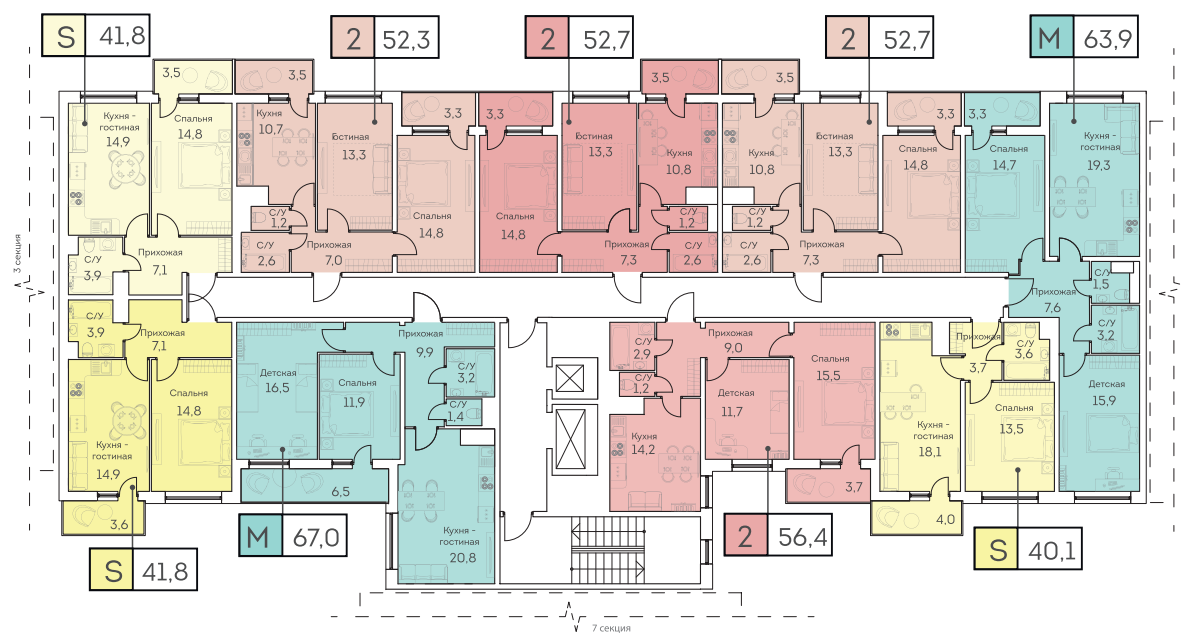 S 41,8
2 52,3
2 52,7
2 52,7
M 63,9
3,5
3,5
3,5
3,5
3,3
3,3
3,3
3,3
Кухня -
гостиная
14,9
Спальня
14,8
Кухня
10,7
Гостиная
13,3
Спальня
14,8
Спальня
14,8
Гостиная
13,3
Кухня
10,8
Кухня
10,8
Гостиная
13,3
Спальня
14,8
Спальня
14,7
Кухня -
гостиная
19,3
С/У
3,9
Прихожая
7,1
С/У
1,2
С/У
2,6
Прихожая
7,0
Прихожая
7,3
С/У
1,2
С/У
2,6
С/У
1,2
С/У
2,6
Прихожая
7,3
Прихожая
7,6
С/У
1,5
С/У
3,2
3 секция
С/У
3,9
Прихожая
7,1
Спальня
14,8
Кухня -
гостиная
14,9
3,6
Детская
16,5
Спальня
11,9
Прихожая
9,9
С/У
3,2
С/У
1,4
6,5
Кухня -
гостиная
20,8
С/У
2,9
С/У
1,2
Прихожая
9,0
Детская
11,7
Спальня
15,5
Кухня
14,2
3,7
Прихожая
3,7
С/У
3,6
Кухня -
гостиная
18,1
Спальня
13,5
4,0
Детская
15,9
S 41,8
M 67,0
2 56,4
S 40,1
7 секция